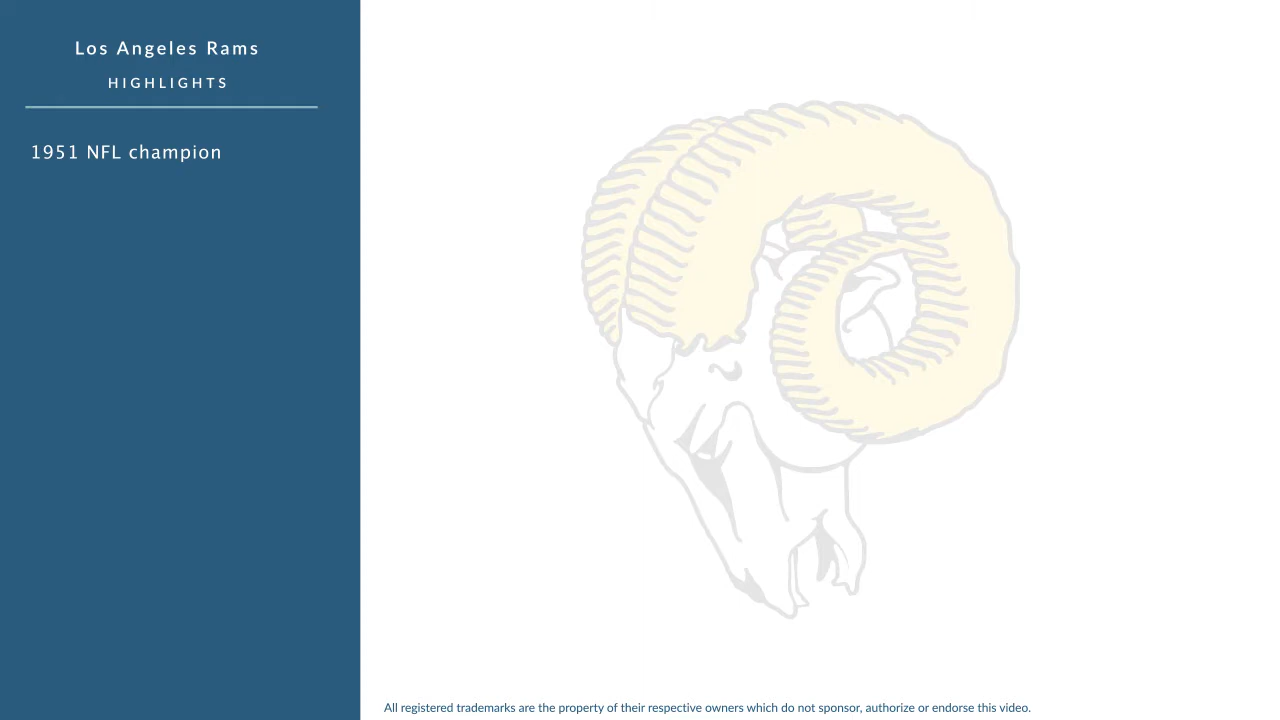 Los Angeles Rams
HIGHLIGHTS
1951 NFL champion
All registered trademarks are the property of their respective owners which do not sponsor, authorize or endorse this video.